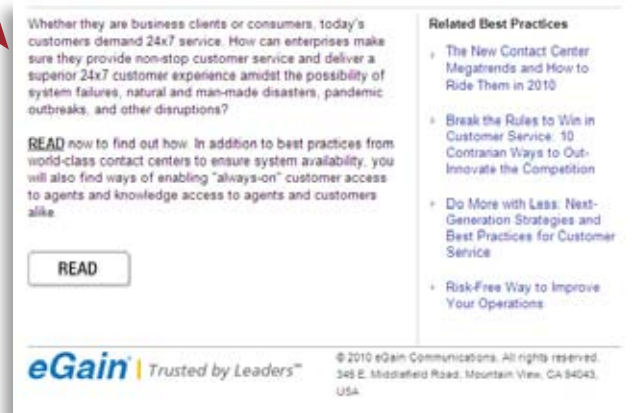 Whether they are business clients or consumers, today's
customers demand 24x7 service. How can enterprises make
sure they provide non-stop customer service and deliver a
superior 24x7 customer experience amidst the possibility of
system failures, natural and man-made disasters, pandemic
outbreaks, and other disruptions?
READ now to find out how. In addition to best practices from
world-class contact centers to ensure system availability, you
will also find ways of enabling "always-on" customer access
to agents and knowledge access to agents and customers
alike.
READ
Related Best Practices
The New Contact Center
Megatrends and How to
Ride Them in 2010
Break the Rules to Win in
Customer Service: 10
Contrarian Ways to Out-
Innovate the Competition
Do More with Less: Next-
Generation Strategies and
Best Practices for Customer
Service
Risk-Free Way to Improve
Your Operations
eGain | Trusted by Leaders™
© 2010 eGain Communications. All rights reserved.
345 E. Middlefield Road, Mountain View, CA 94043,
USA